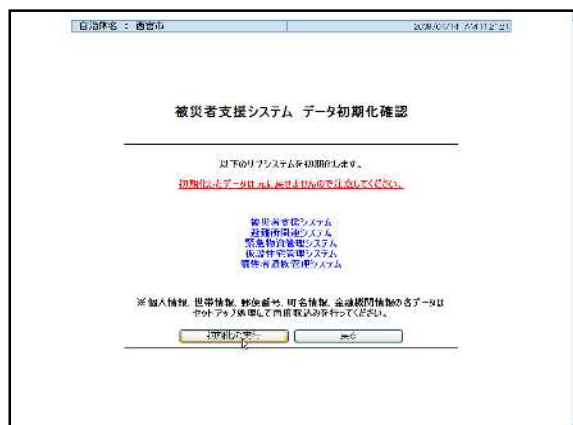 自治体名 : 西宮市
被災者支援システム データ初期化確認
以下のサブシステムを初期化します。
初期化したデータは元に戻せませんので注意してください。
被災者支援システム
避難所関連システム
緊急物資管理システム
仮設住宅管理システム
犠牲者遺族管理システム
※個人情報、世帯情報、郵便番号、町名情報、金融機関情報の各データは
セットアップ処理にて再度取込みを行ってください。
初期化の実行
戻る